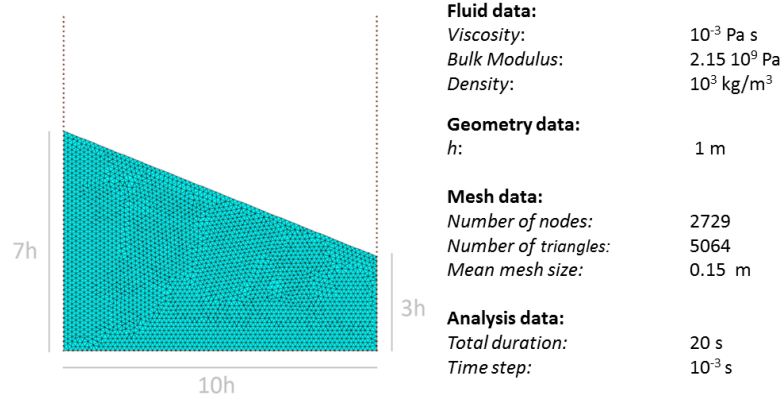 Fluid data:
Viscosity: 10⁻³ Pa s
Bulk Modulus: 2.15 10⁹ Pa
Density: 10³ kg/m³
Geometry data:
h: 1 m
Mesh data:
Number of nodes: 2729
Number of triangles: 5064
Mean mesh size: 0.15 m
Analysis data:
Total duration: 20 s
Time step: 10⁻³ s
7h
3h
10h